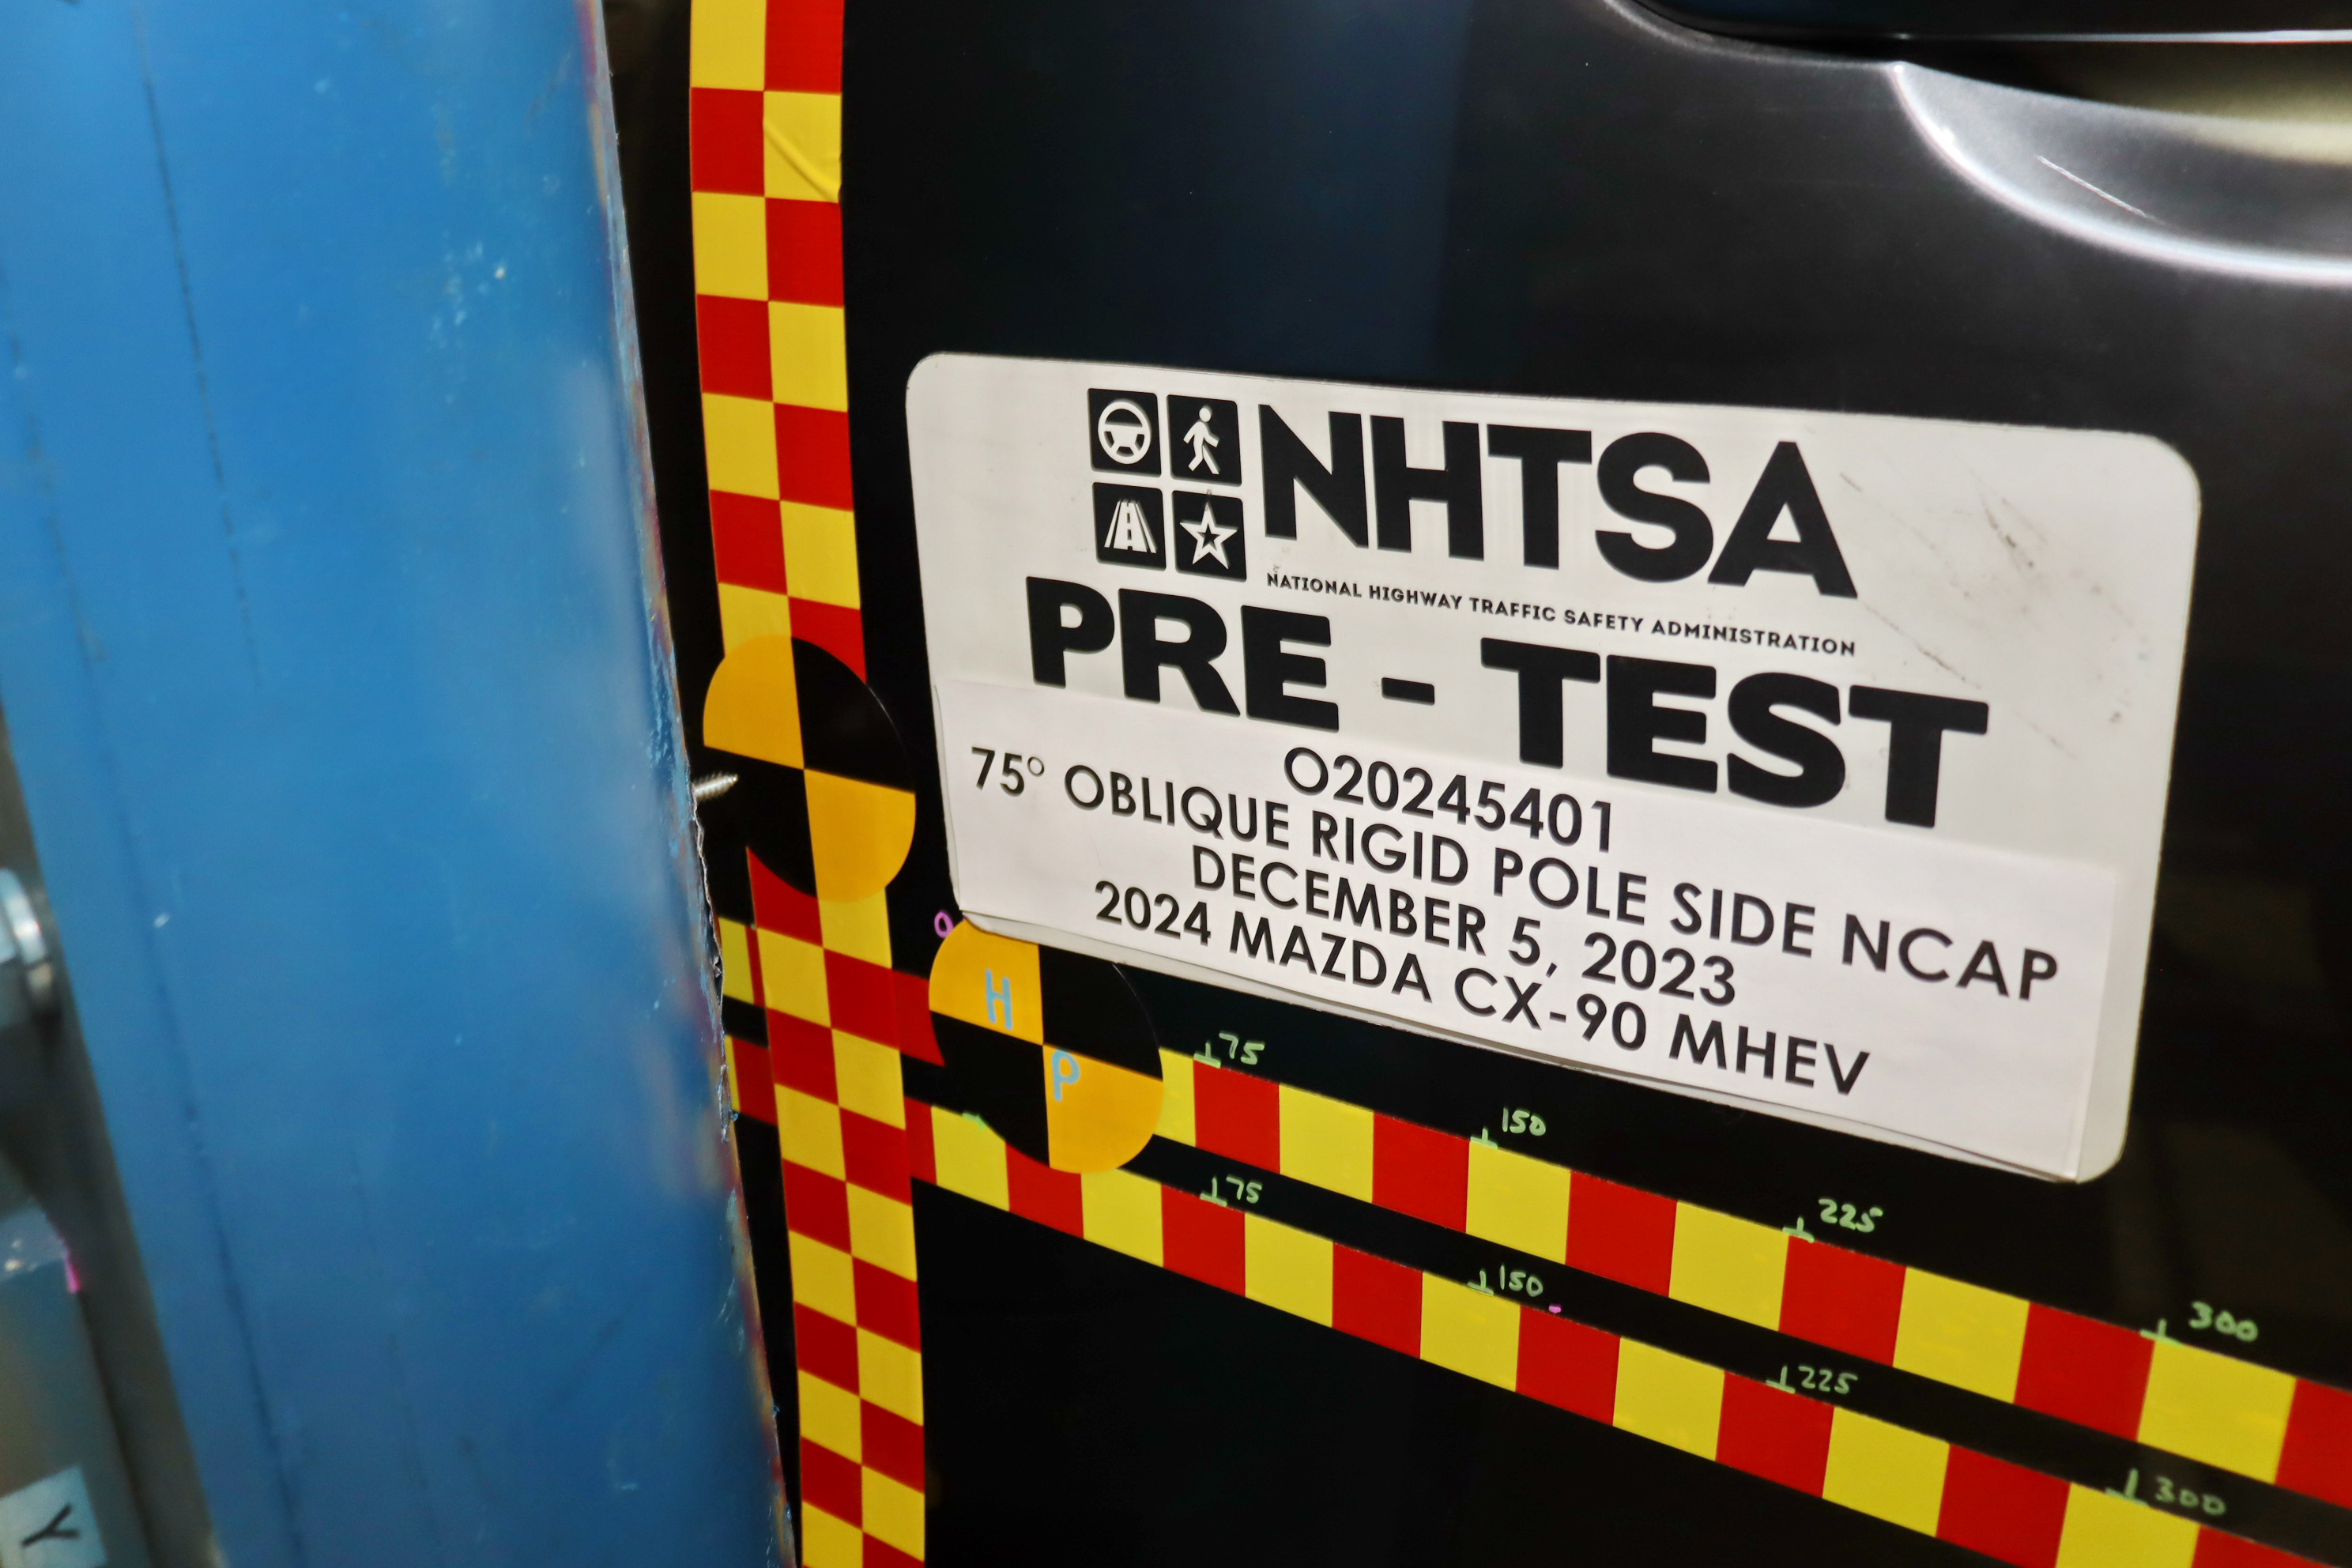 NHTSA
NATIONAL HIGHWAY TRAFFIC SAFETY ADMINISTRATION
PRE - TEST
O20245401
75° OBLIQUE RIGID POLE SIDE NCAP
DECEMBER 5, 2023
2024 MAZDA CX-90 MHEV
H
P
75
150
225
300
75
150
225
300
Y